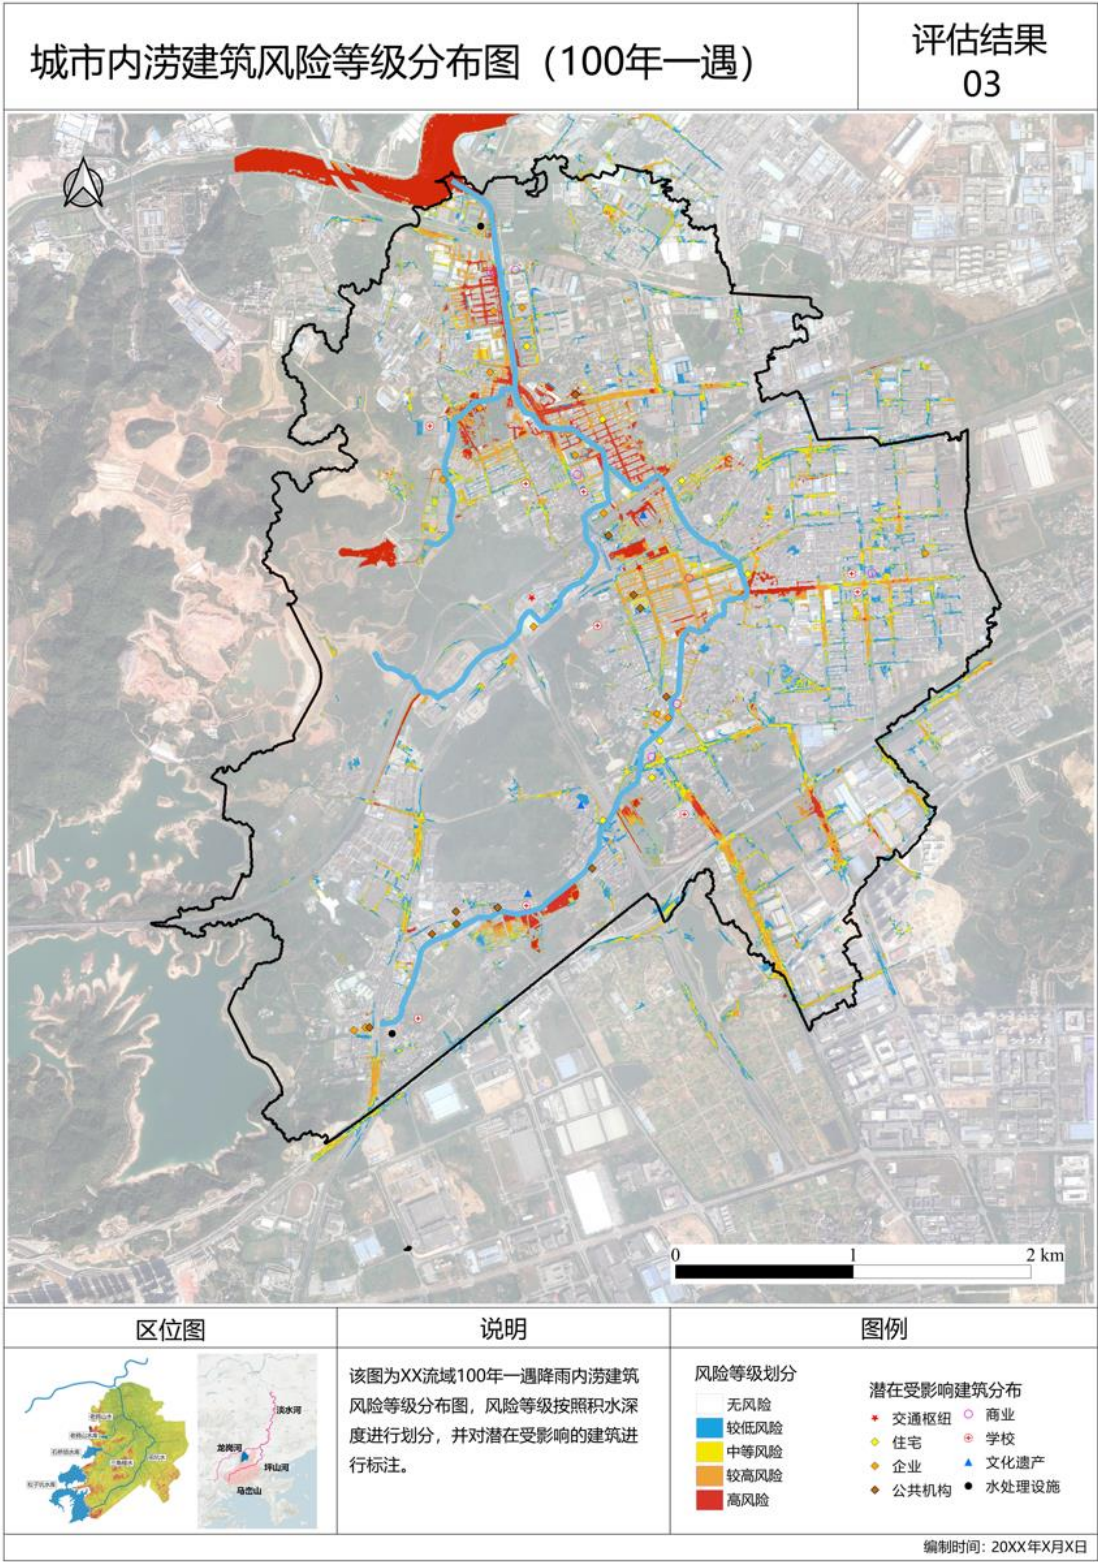 城市内涝建筑风险等级分布图（100年一遇）
评估结果
03
0 1 2 km
区位图
说明
图例
淡水河
龙岗河
坪山河
马峦山
该图为XX流域100年一遇降雨内涝建筑
风险等级分布图，风险等级按照积水深
度进行划分，并对潜在受影响的建筑进
行标注。
风险等级划分
无风险
较低风险
中等风险
较高风险
高风险
潜在受影响建筑分布
交通枢纽
住宅
企业
公共机构
商业
学校
文化遗产
水处理设施
编制时间：20XX年X月X日